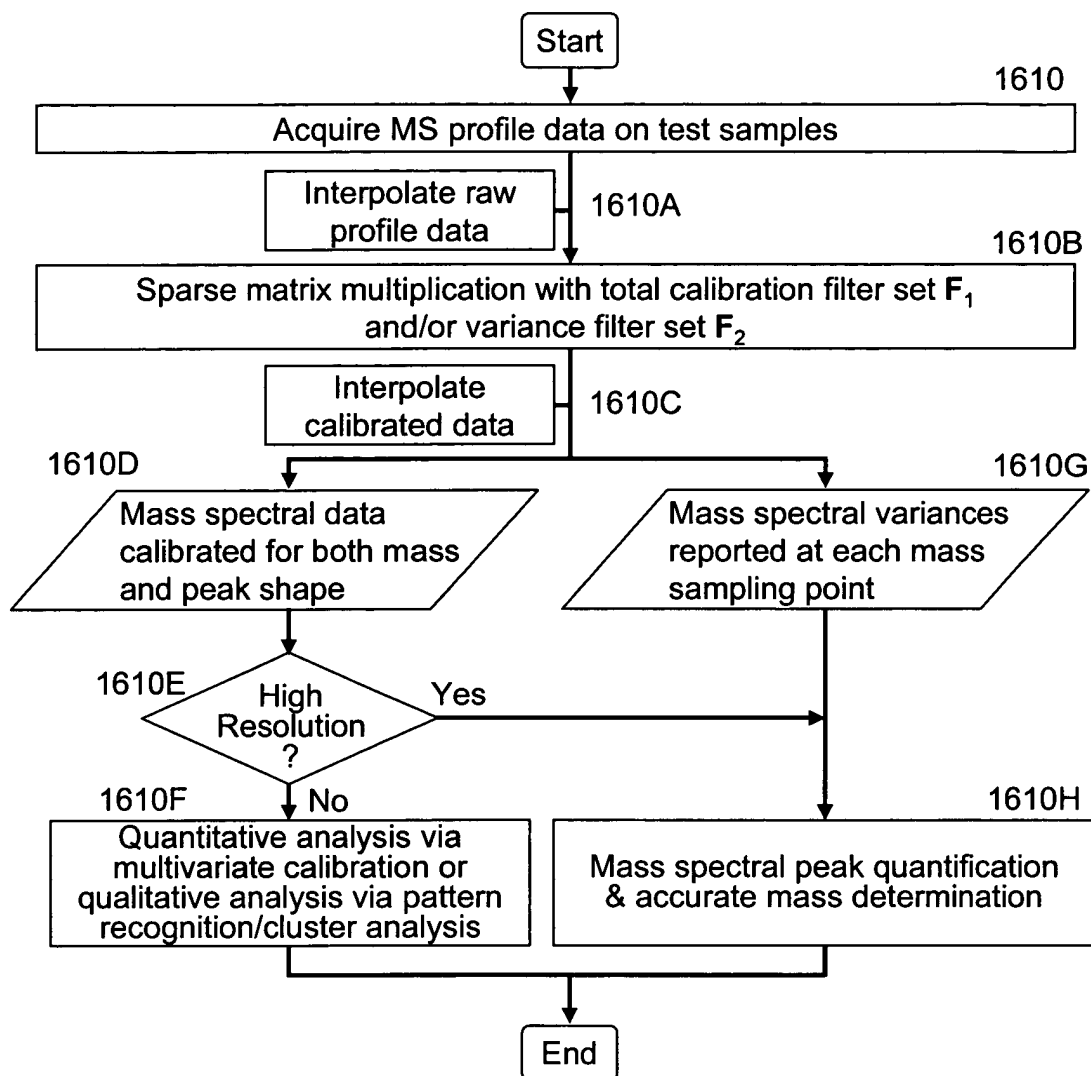 Start
1610
Acquire MS profile data on test samples
Interpolate raw
profile data
1610A
1610B
Sparse matrix multiplication with total calibration filter set F₁
and/or variance filter set F₂
Interpolate
calibrated data
1610C
1610D
1610G
Mass spectral data
calibrated for both mass
and peak shape
Mass spectral variances
reported at each mass
sampling point
1610E
High
Resolution
?
Yes
No
1610F
1610H
Quantitative analysis via
multivariate calibration or
qualitative analysis via pattern
recognition/cluster analysis
Mass spectral peak quantification
& accurate mass determination
End